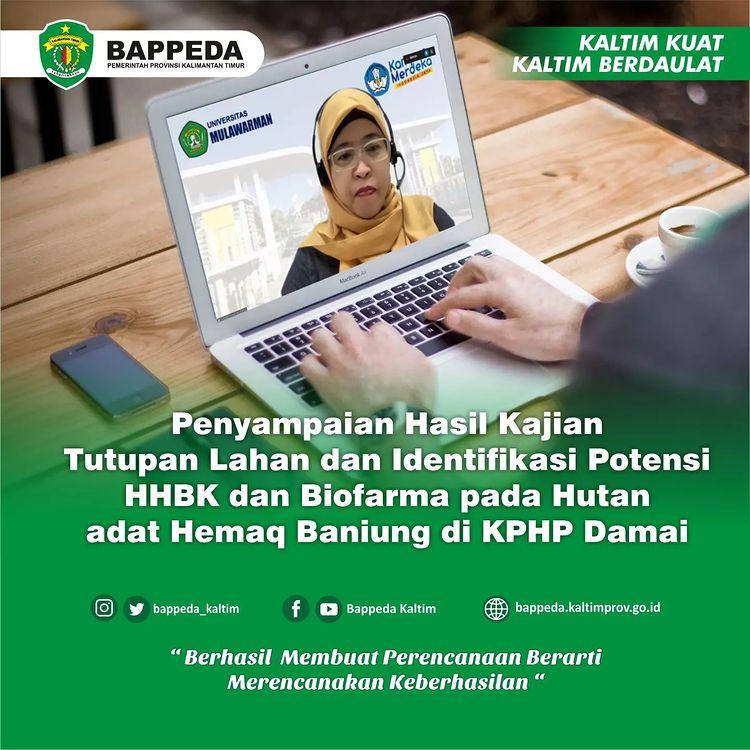 BAPPEDA
PEMERINTAH PROVINSI KALIMANTAN TIMUR
KALTIM KUAT
KALTIM BERDAULAT
UNIVERSITAS
MULAWARMAN
Merdeka
INDONESIA JAYA
MacBook Air
Penyampaian Hasil Kajian
Tutupan Lahan dan Identifikasi Potensi
HHBK dan Biofarma pada Hutan
adat Hemaq Baniung di KPHP Damai
bappeda_kaltim
Bappeda Kaltim
bappeda.kaltimprov.go.id
“ Berhasil Membuat Perencanaan Berarti
Merencanakan Keberhasilan “